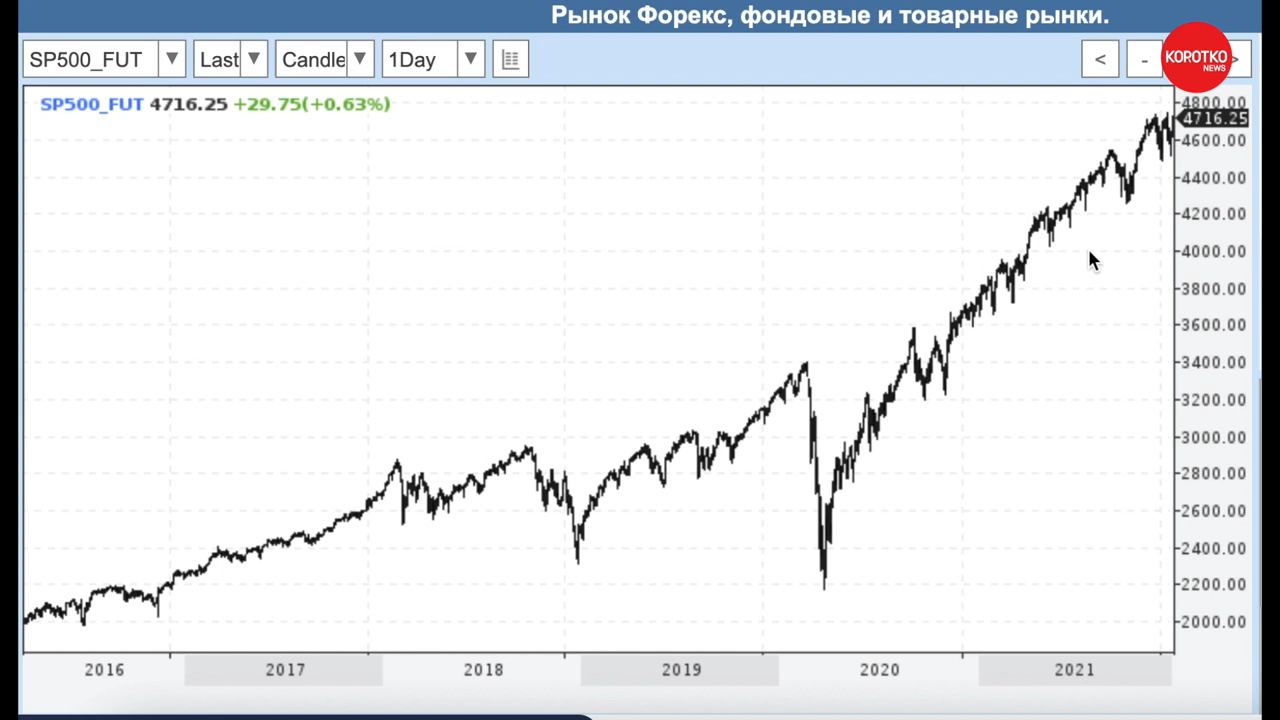 Рынок Форекс, фондовые и товарные рынки.
SP500_FUT Last Candle 1Day < - >
KOROTKO
NEWS
SP500_FUT 4716.25 +29.75(+0.63%)
4800.00
4716.25
4600.00
4400.00
4200.00
4000.00
3800.00
3600.00
3400.00
3200.00
3000.00
2800.00
2600.00
2400.00
2200.00
2000.00
2016 2017 2018 2019 2020 2021